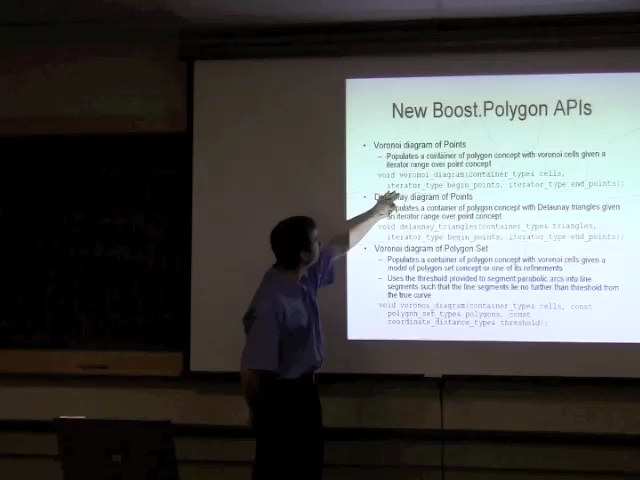 New Boost.Polygon APIs
• Voronoi diagram of Points
– Populates a container of polygon concept with voronoi cells given a
iterator range over point concept
void voronoi_diagram(container_type& cells,
iterator_type begin_points, iterator_type end_points);
• diagram of Points
Populates a container of polygon concept with Delaunay triangles given
an iterator range over point concept
void delaunay_triangles(container_type& triangles,
iterator_type begin_points, iterator_type end_points);
• Voronoi diagram of Polygon Set
– Populates a container of polygon concept with voronoi cells given a
model of polygon set concept or one of its refinements
– Uses the threshold provided to segment parabolic arcs into line
segments such that the line segments lie no further than threshold from
the true curve
void voronoi_diagram(container_type& cells, const
polygon_set_type& polygons, const
coordinate_distance_type& threshold);